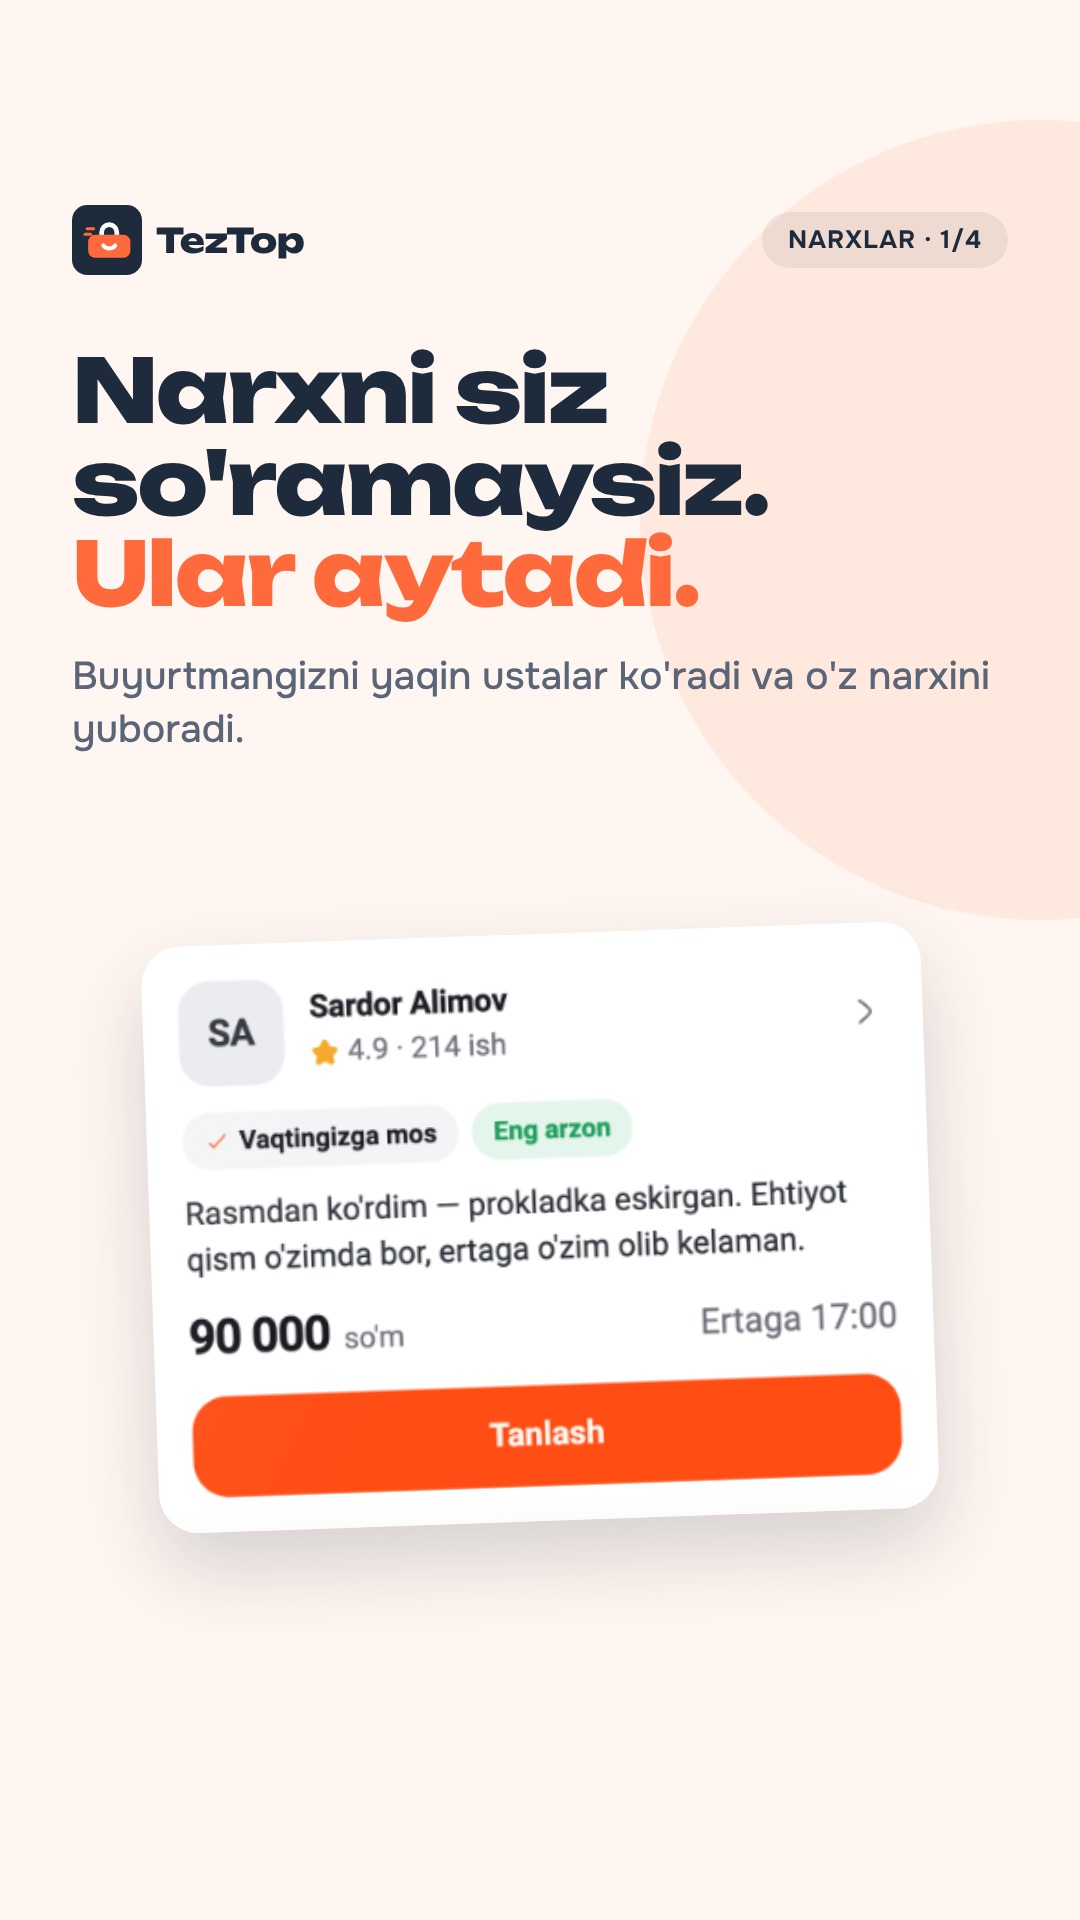 TezTop
NARXLAR · 1/4
Narxni siz
so'ramaysiz.
Ular aytadi.
Buyurtmangizni yaqin ustalar ko'radi va o'z narxini
yuboradi.
SA
Sardor Alimov
4.9 · 214 ish
Vaqtingizga mos
Eng arzon
Rasmdan ko'rdim — prokladka eskirgan. Ehtiyot
qism o'zimda bor, ertaga o'zim olib kelaman.
90 000 so'm
Ertaga 17:00
Tanlash